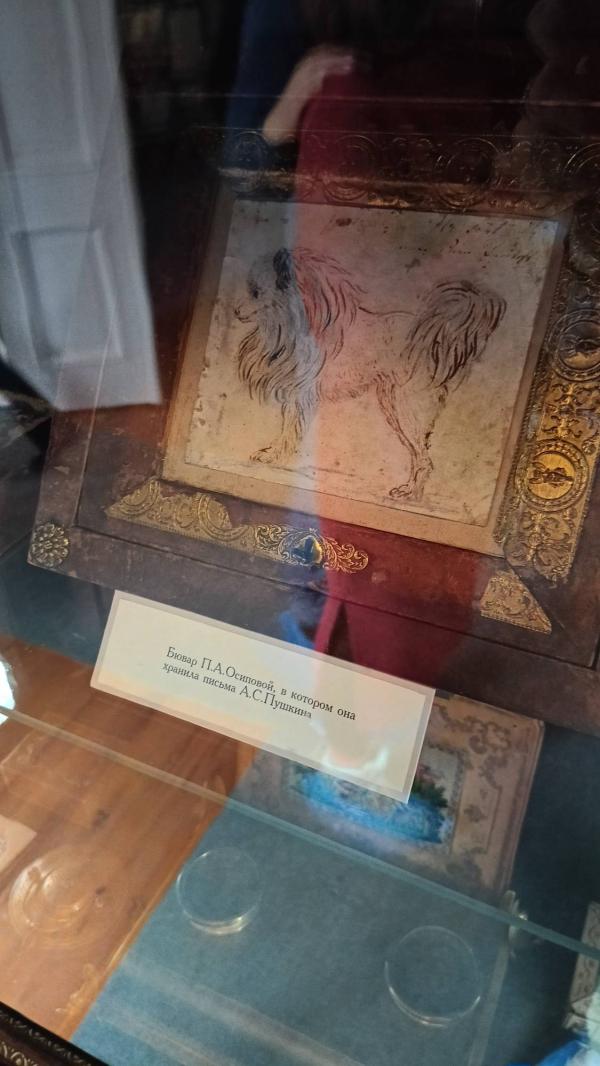 Бювар П.А.Осиповой, в котором она
хранила письма А.С.Пушкина